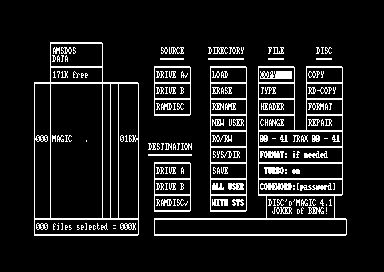 AMSDOS
DATA
171K free
000 MAGIC . 016K
000 files selected = 000K
SOURCE
DRIVE A✓
DRIVE B
RAMDISC
DESTINATION
DRIVE A
DRIVE B
RAMDISC✓
DIRECTORY
LOAD
ERASE
RENAME
NEW USER
RO/RW
SYS/DIR
SAVE
ALL USER
WITH SYS
FILE
COPY
TYPE
HEADER
CHANGE
DISC
COPY
RD-COPY
FORMAT
REPAIR
00 - 41 TRAX 00 - 41
FORMAT: if needed
TURBO: on
CODEWORD:(password)
DISC'o'MAGIC 4.1
JOKER of BENG!